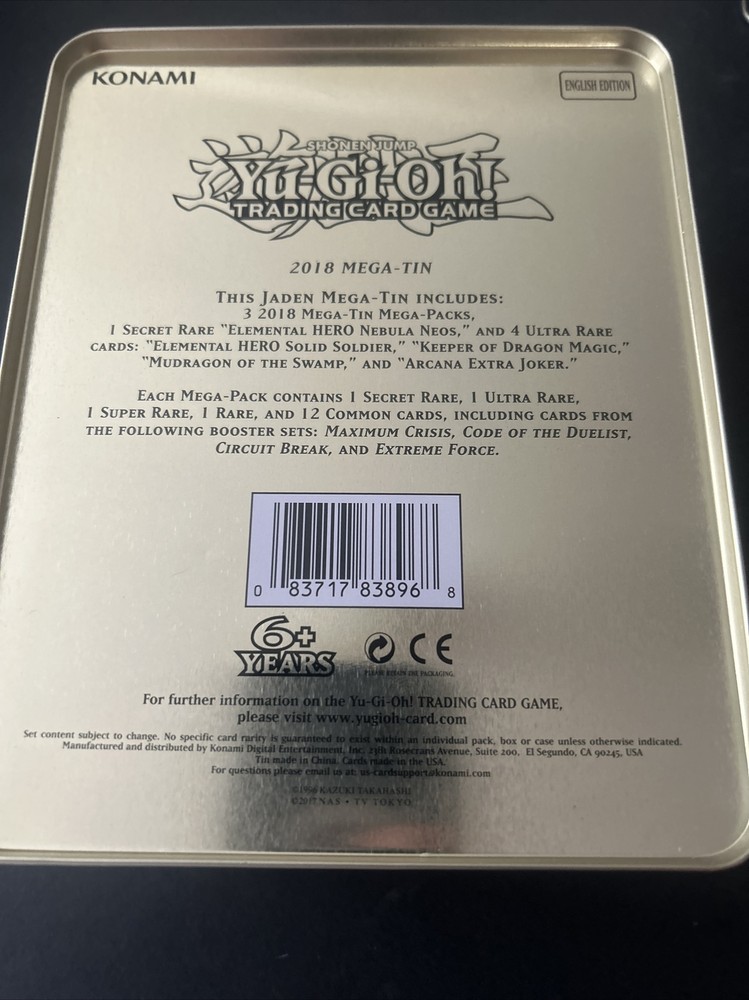 KONAMI
ENGLISH EDITION
SHONEN JUMP
Yu-Gi-Oh!
TRADING CARD GAME
2018 MEGA-TIN
THIS JADEN MEGA-TIN INCLUDES:
3 2018 MEGA-TIN MEGA-PACKS,
1 SECRET RARE "ELEMENTAL HERO NEBULA NEOS," AND 4 ULTRA RARE
CARDS: "ELEMENTAL HERO SOLID SOLDIER," "KEEPER OF DRAGON MAGIC,"
"MUDRAGON OF THE SWAMP," AND "ARCANA EXTRA JOKER."
EACH MEGA-PACK CONTAINS 1 SECRET RARE, 1 ULTRA RARE,
1 SUPER RARE, 1 RARE, AND 12 COMMON CARDS, INCLUDING CARDS FROM
THE FOLLOWING BOOSTER SETS: MAXIMUM CRISIS, CODE OF THE DUELIST,
CIRCUIT BREAK, AND EXTREME FORCE.
0 83717 83896 8
6+
YEARS
CE
PLEASE RETAIN THE PACKAGING.
For further information on the Yu-Gi-Oh! TRADING CARD GAME,
please visit www.yugioh-card.com
Set content subject to change. No specific card rarity is guaranteed to exist within an individual pack, box or case unless otherwise indicated.
Manufactured and distributed by Konami Digital Entertainment, Inc. 2381 Rosecrans Avenue, Suite 200. El Segundo, CA 90245, USA
Tin made in China. Cards made in the USA.
For questions please email to at: us-cardsupport@konami.com
©1996 KAZUKI TAKAHASHI
©2017 NAS • TV TOKYO